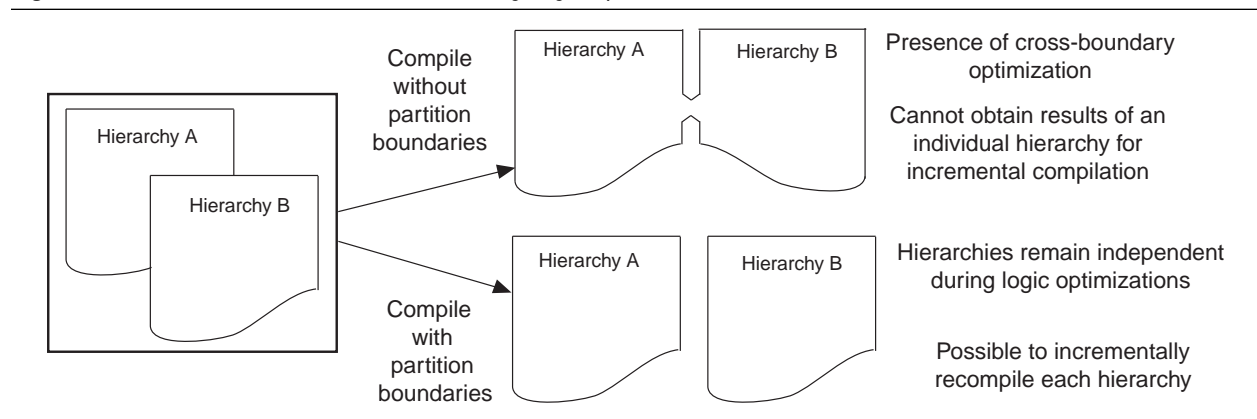 Hierarchy A
Hierarchy B
Compile
without
partition
boundaries
Hierarchy A
Hierarchy B
Presence of cross-boundary
optimization
Cannot obtain results of an
individual hierarchy for
incremental compilation
Compile
with
partition
boundaries
Hierarchy A
Hierarchy B
Hierarchies remain independent
during logic optimizations
Possible to incrementally
recompile each hierarchy